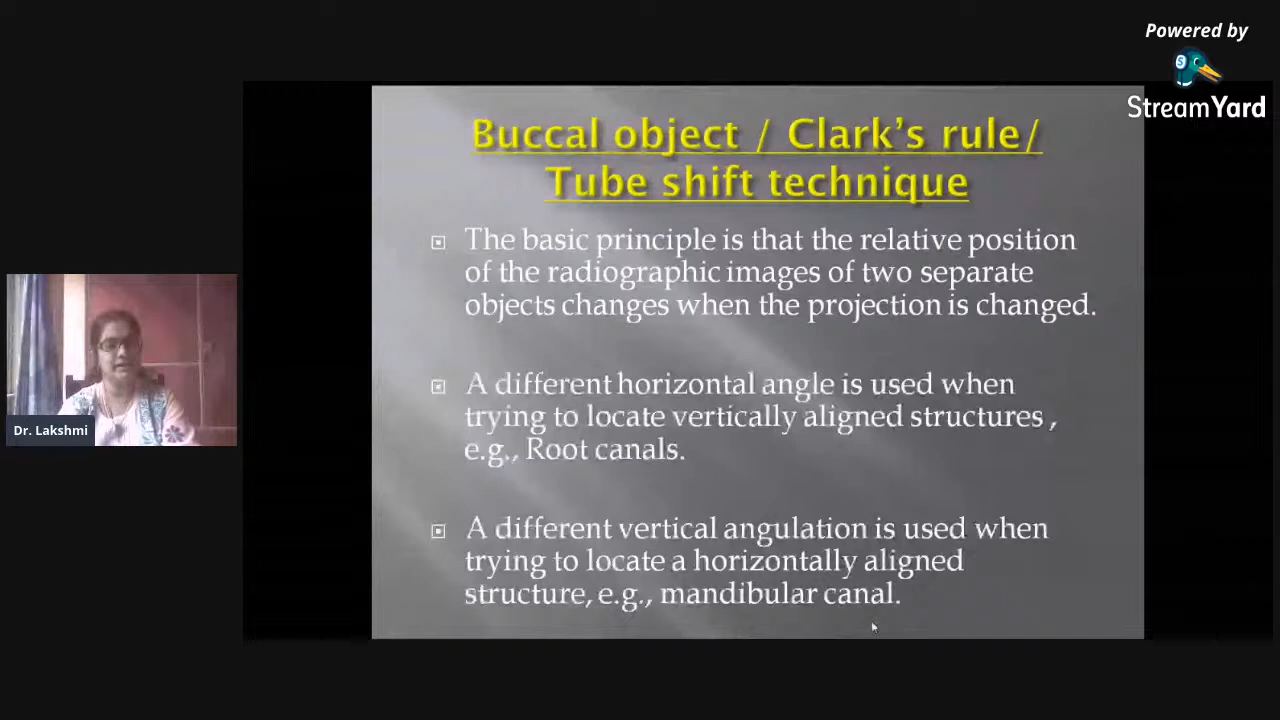 Powered by
StreamYard
Buccal object / Clark's rule/
Tube shift technique
The basic principle is that the relative position
of the radiographic images of two separate
objects changes when the projection is changed.
A different horizontal angle is used when
trying to locate vertically aligned structures ,
e.g., Root canals.
A different vertical angulation is used when
trying to locate a horizontally aligned
structure, e.g., mandibular canal.
Dr. Lakshmi